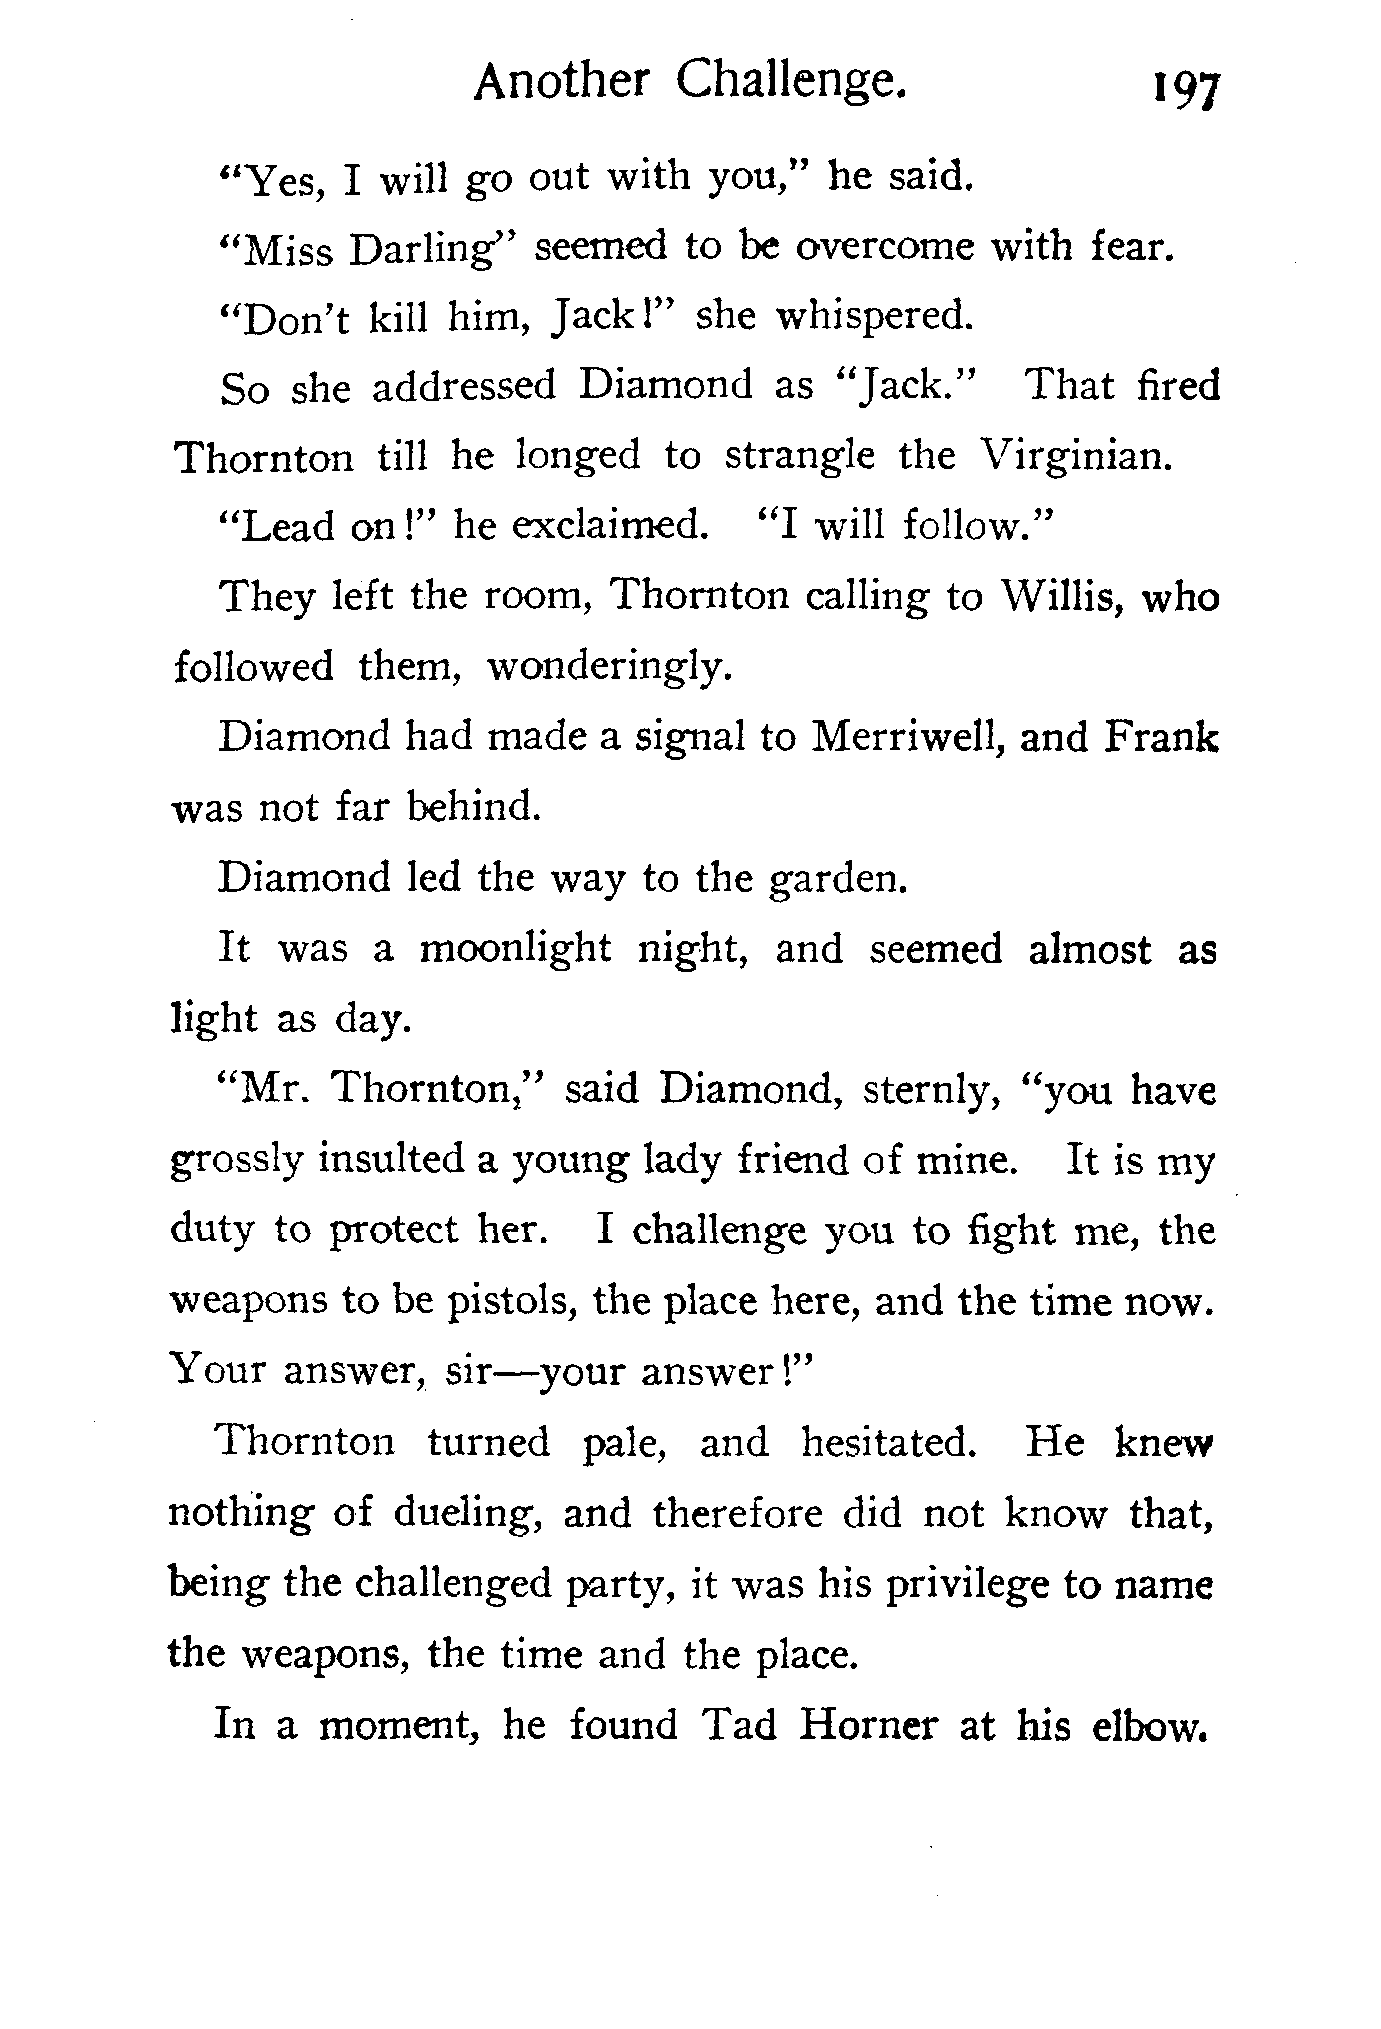 Another Challenge. 197
“Yes, I will go out with you,” he said.
“Miss Darling” seemed to be overcome with fear.
“Don't kill him, Jack!” she whispered.
So she addressed Diamond as “Jack.” That fired
Thornton till he longed to strangle the Virginian.
“Lead on!” he exclaimed. “I will follow.”
They left the room, Thornton calling to Willis, who
followed them, wonderingly.
Diamond had made a signal to Merriwell, and Frank
was not far behind.
Diamond led the way to the garden.
It was a moonlight night, and seemed almost as
light as day.
“Mr. Thornton,” said Diamond, sternly, “you have
grossly insulted a young lady friend of mine. It is my
duty to protect her. I challenge you to fight me, the
weapons to be pistols, the place here, and the time now.
Your answer, sir—your answer!”
Thornton turned pale, and hesitated. He knew
nothing of dueling, and therefore did not know that,
being the challenged party, it was his privilege to name
the weapons, the time and the place.
In a moment, he found Tad Horner at his elbow.